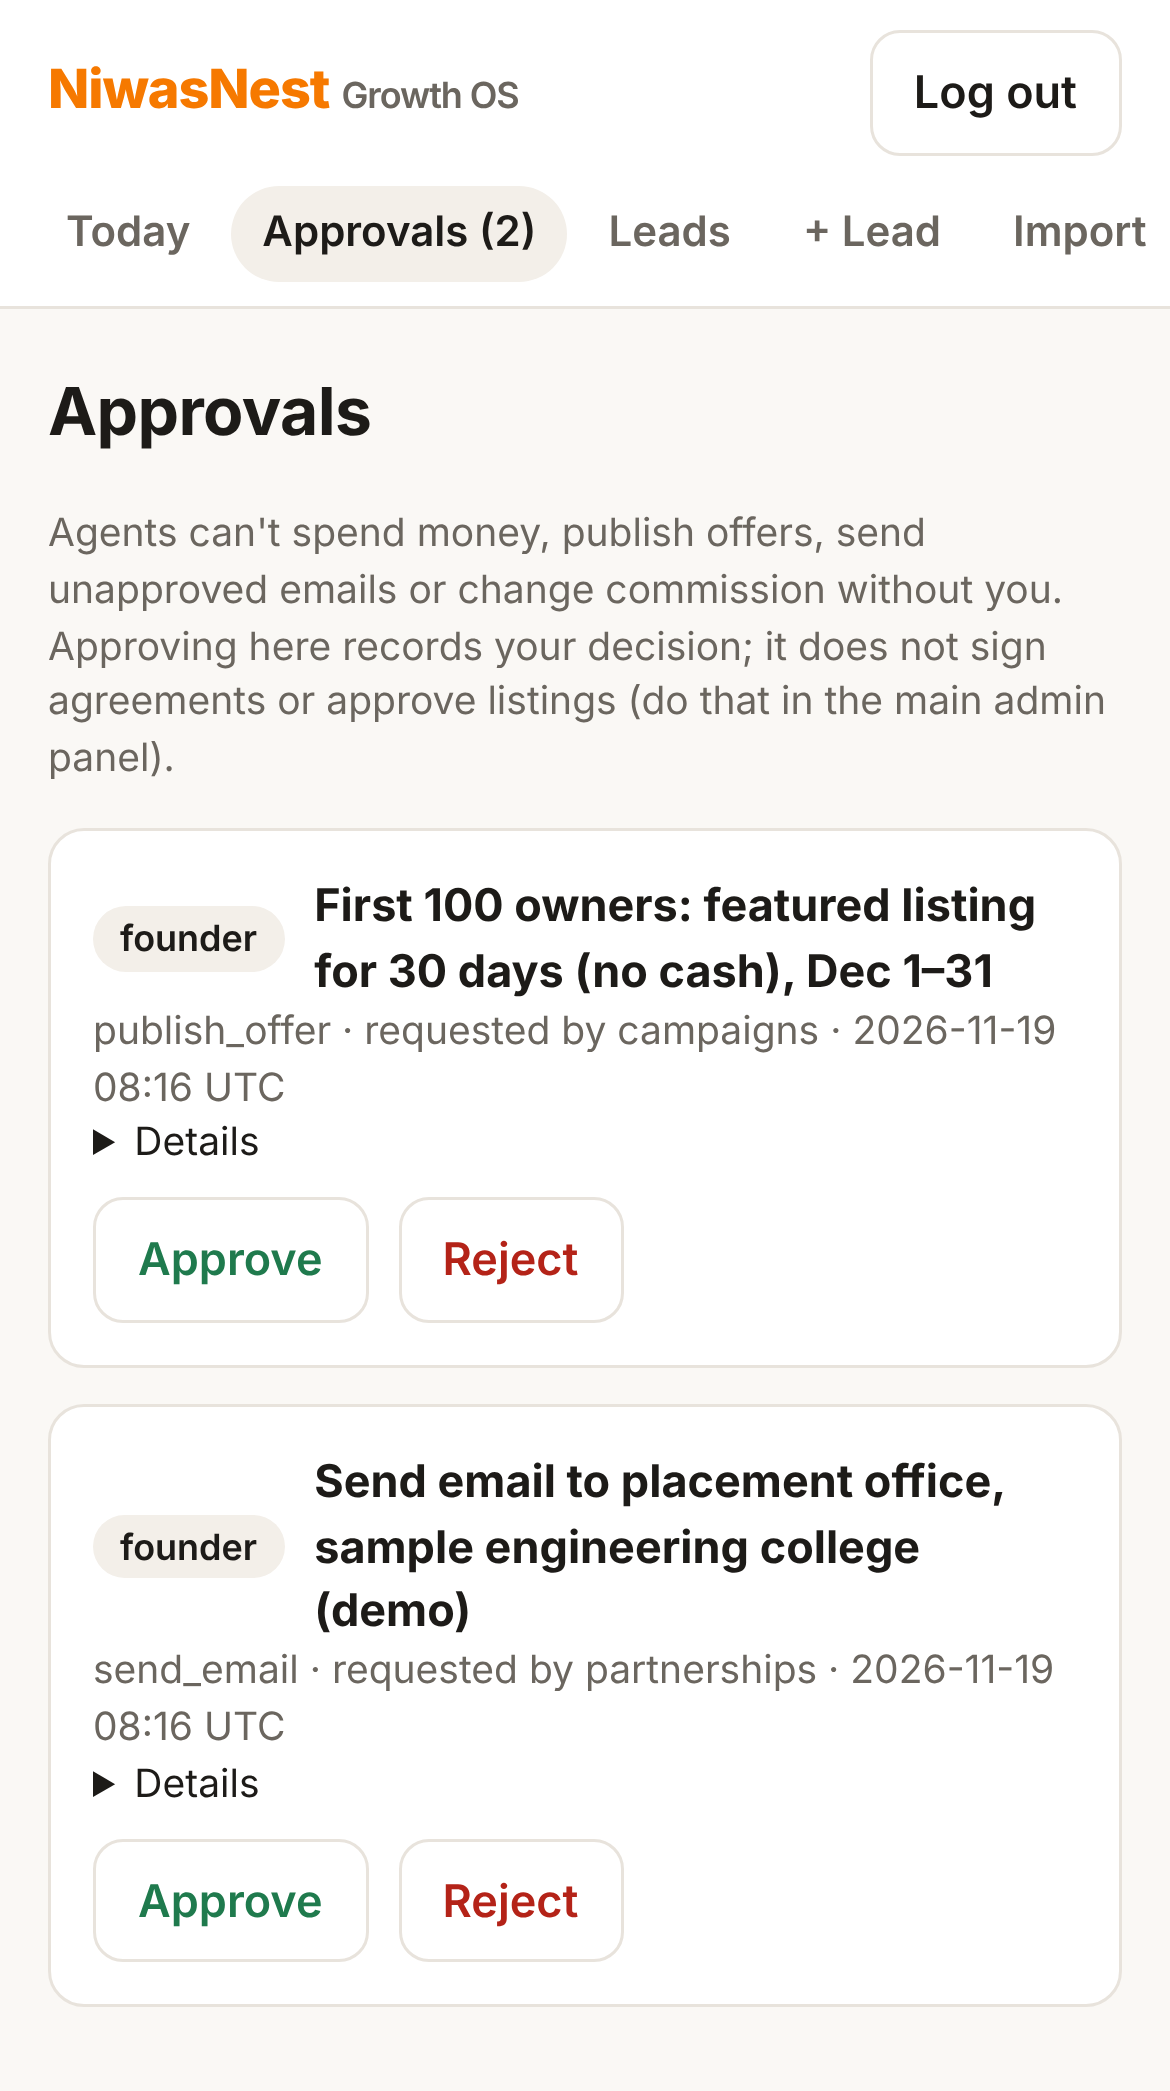 NiwasNest Growth OS
Log out
Today
Approvals (2)
Leads
+ Lead
Import
Approvals
Agents can't spend money, publish offers, send
unapproved emails or change commission without you.
Approving here records your decision; it does not sign
agreements or approve listings (do that in the main admin
panel).
founder
First 100 owners: featured listing
for 30 days (no cash), Dec 1–31
publish_offer · requested by campaigns · 2026-11-19
08:16 UTC
▶ Details
Approve
Reject
founder
Send email to placement office,
sample engineering college
(demo)
send_email · requested by partnerships · 2026-11-19
08:16 UTC
▶ Details
Approve
Reject